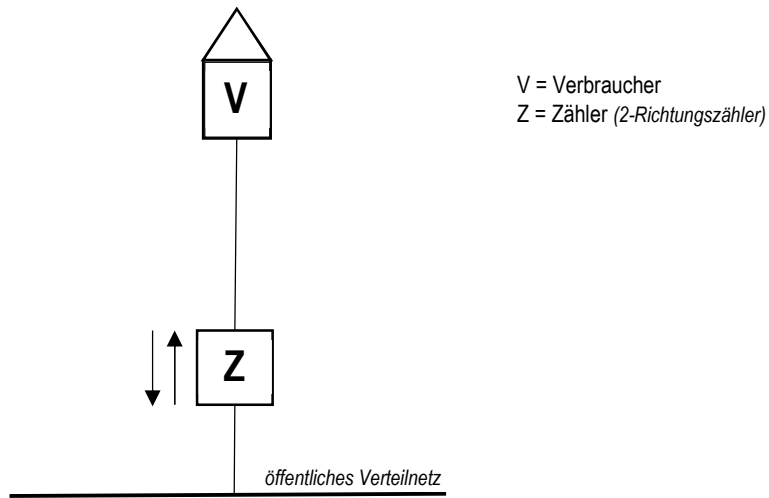 V
V = Verbraucher
Z = Zähler (2-Richtungszähler)
Z
öffentliches Verteilnetz